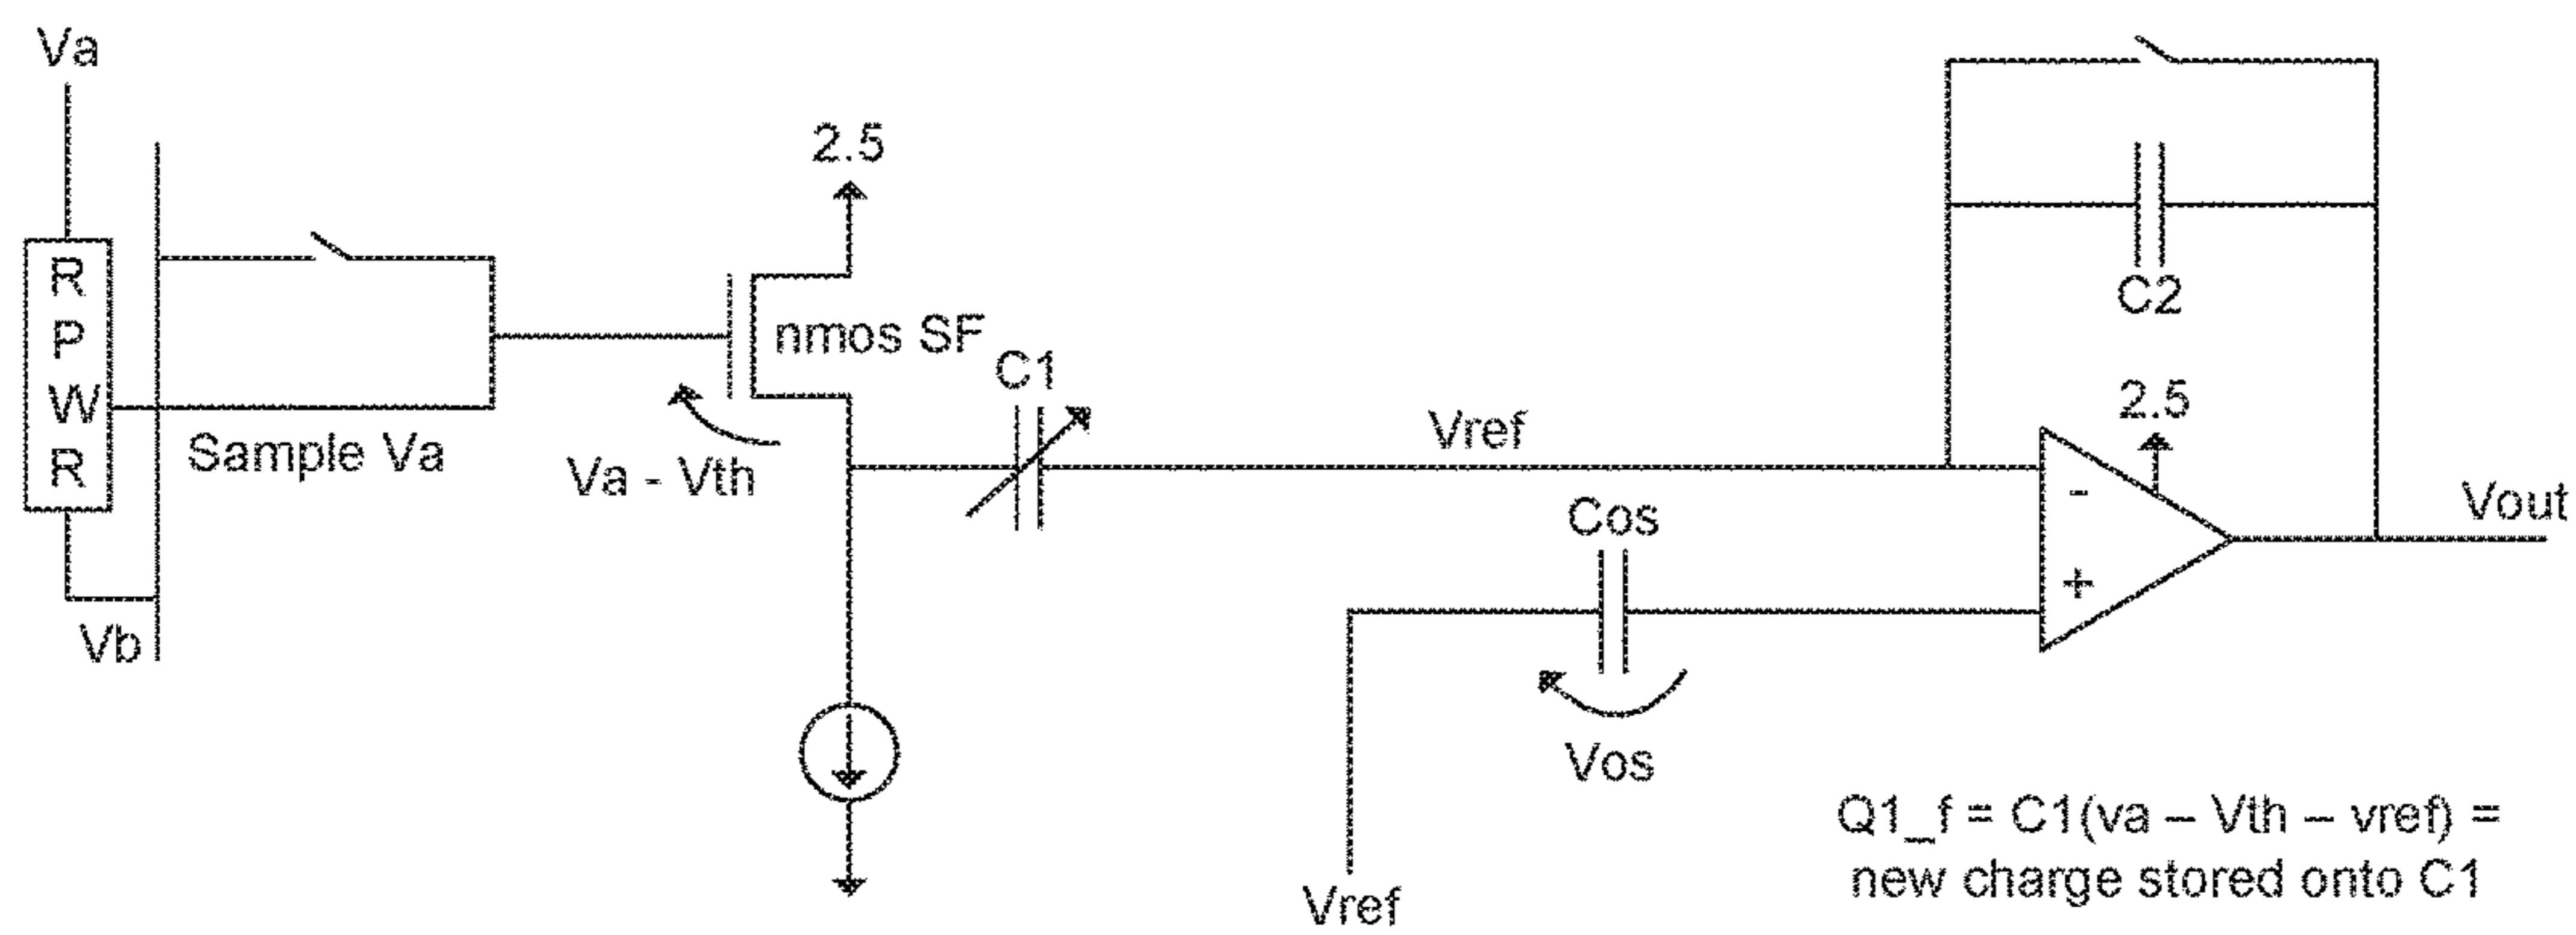 Va
2.5
R
P
W
R
nmos SF
C1
C2
Sample Va
Va - Vth
Vref
2.5
-
+
Vout
Cos
Vos
Vb
Vref
Q1_f = C1(va – Vth – vref) =
new charge stored onto C1